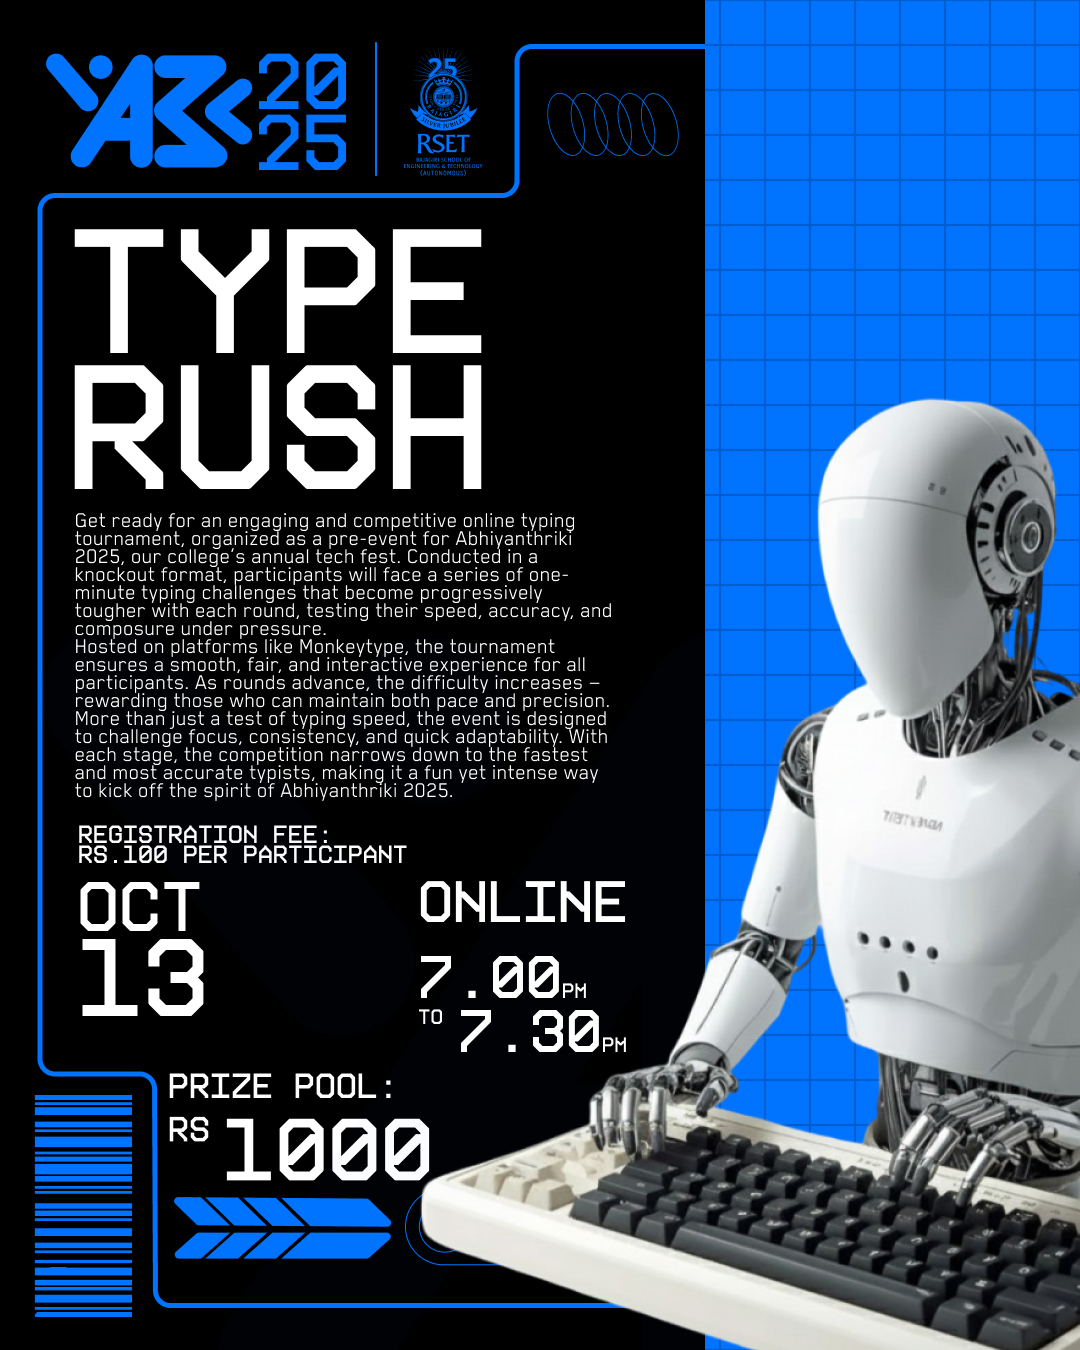 20
25
25
RAJAGIRI
SILVER JUBILEE
RSET
RAJAGIRI SCHOOL OF
ENGINEERING & TECHNOLOGY
(AUTONOMOUS)
TYPE
RUSH
Get ready for an engaging and competitive online typing
tournament, organized as a pre-event for Abhiyanthriki
2025, our college's annual tech fest. Conducted in a
knockout format, participants will face a series of one-
minute typing challenges that become progressively
tougher with each round, testing their speed, accuracy, and
composure under pressure.
Hosted on platforms like Monkeytype, the tournament
ensures a smooth, fair, and interactive experience for all
participants. As rounds advance, the difficulty increases —
rewarding those who can maintain both pace and precision.
More than just a test of typing speed, the event is designed
to challenge focus, consistency, and quick adaptability. With
each stage, the competition narrows down to the fastest
and most accurate typists, making it a fun yet intense way
to kick off the spirit of Abhiyanthriki 2025.
REGISTRATION FEE:
RS.100 PER PARTICIPANT
OCT
13
ONLINE
7.00PM
TO 7.30PM
PRIZE POOL:
RS 1000